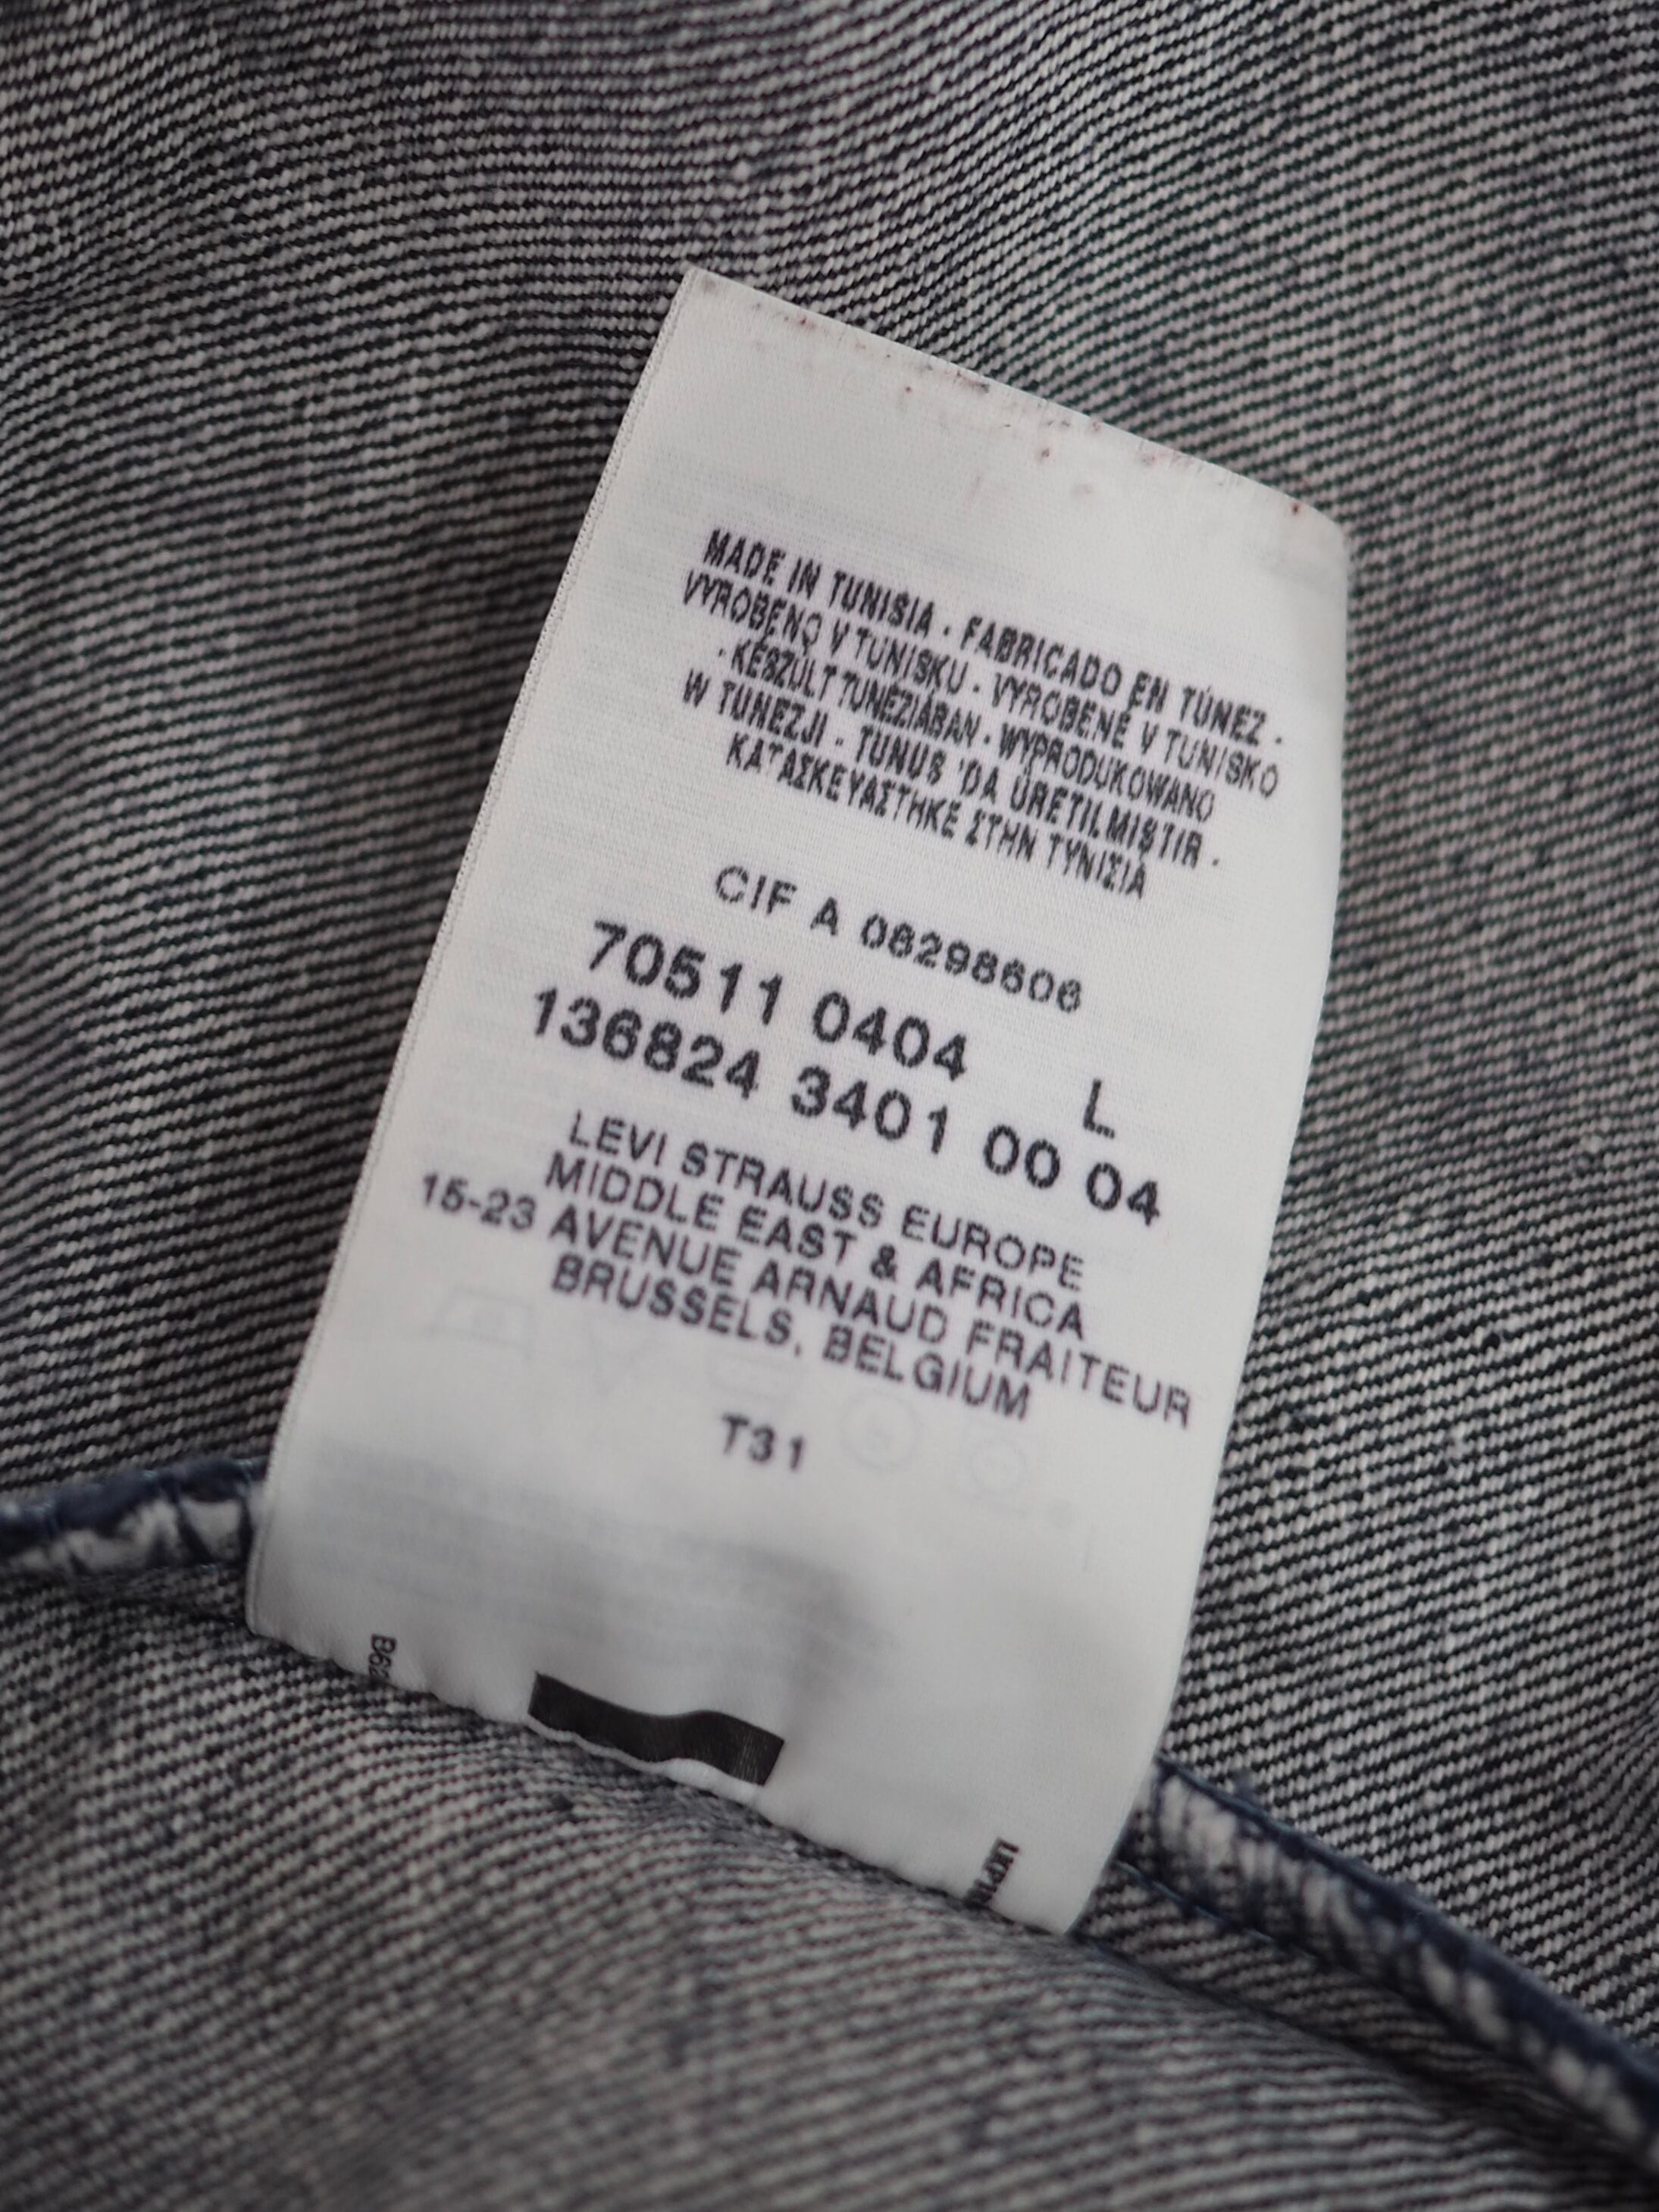 MADE IN TUNISIA · FABRICADO EN TÚNEZ ·
VYROBENO V TUNISKU · VYROBENÉ V TUNISKO
· KÉSZÜLT TUNÉZIÁBAN · WYPRODUKOWANO
W TUNEZJI · TUNUS 'DA ÜRETILMIŞTIR ·
ΚΑΤΑΣΚΕΥΑΣΤΗΚΕ ΣΤΗΝ ΤΥΝΙΣΙΑ
CIF A 08298606
70511 0404 L
136824 3401 00 04
LEVI STRAUSS EUROPE
MIDDLE EAST & AFRICA
15-23 AVENUE ARNAUD FRAITEUR
BRUSSELS, BELGIUM
T31